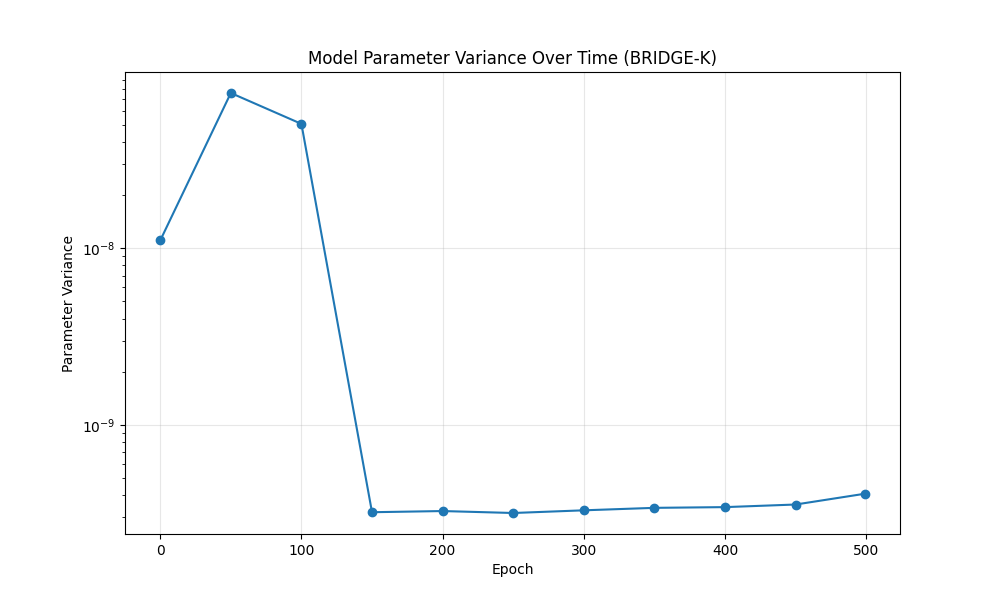 Model Parameter Variance Over Time (BRIDGE-K)
Parameter Variance
10⁻⁸
10⁻⁹
0 100 200 300 400 500
Epoch